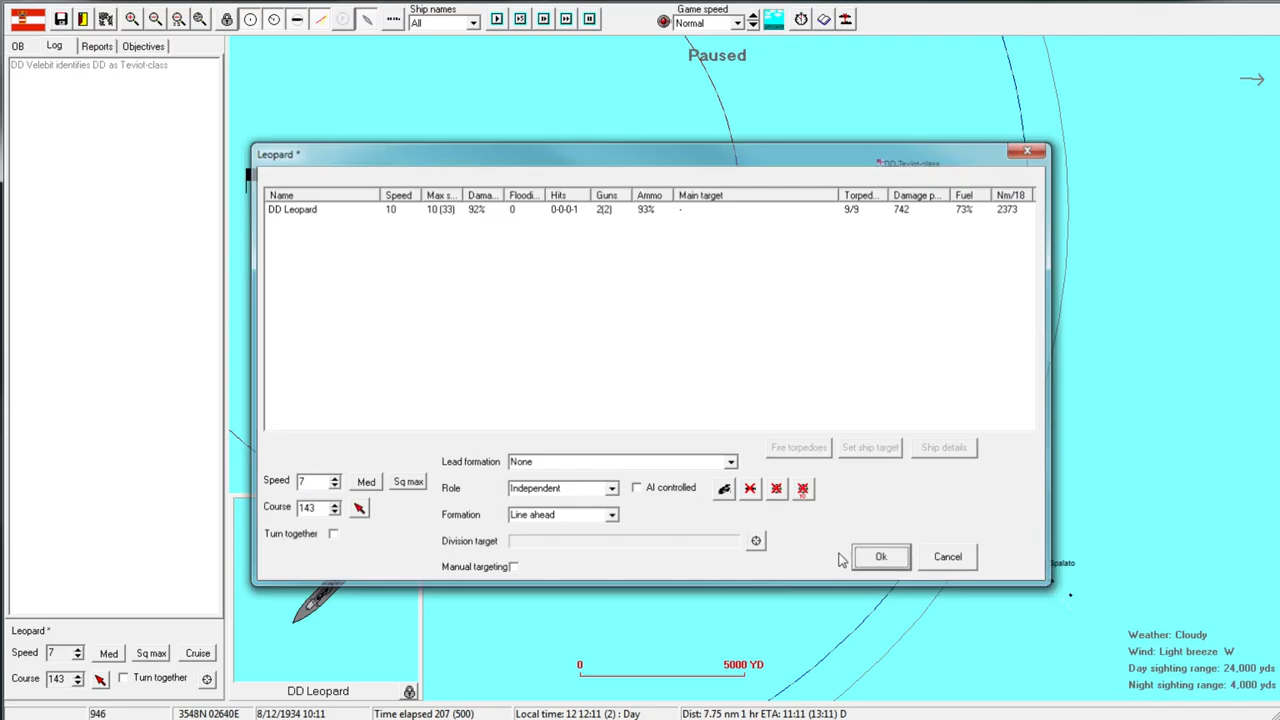 Ship names
All
Game speed
Normal
OB Log Reports Objectives
DD Velebit identifies DD as Teviot-class
Paused
Leopard *
DD Teviot-class
Name Speed Max s... Dama... Floodi... Hits Guns Ammo Main target Torped... Damage p... Fuel Nm/18
DD Leopard 10 10 (33) 92% 0 0-0-0-1 2(2) 93% - 9/9 742 73% 2373
Fire torpedoes Set ship target Ship details
Lead formation None
Speed 7 Med Sq max
Role Independent AI controlled
10
Course 143
Formation Line ahead
Turn together
Division target
Manual targeting
Ok Cancel
Spalato
Leopard *
Speed 7 Med Sq max Cruise
Course 143 Turn together
DD Leopard
0 5000 YD
Weather: Cloudy
Wind: Light breeze W
Day sighting range: 24,000 yds
Night sighting range: 4,000 yds
946 3548N 02640E 8/12/1934 10:11 Time elapsed 207 (500) Local time: 12 12:11 (2) : Day Dist: 7.75 nm 1 hr ETA: 11:11 (13:11) D